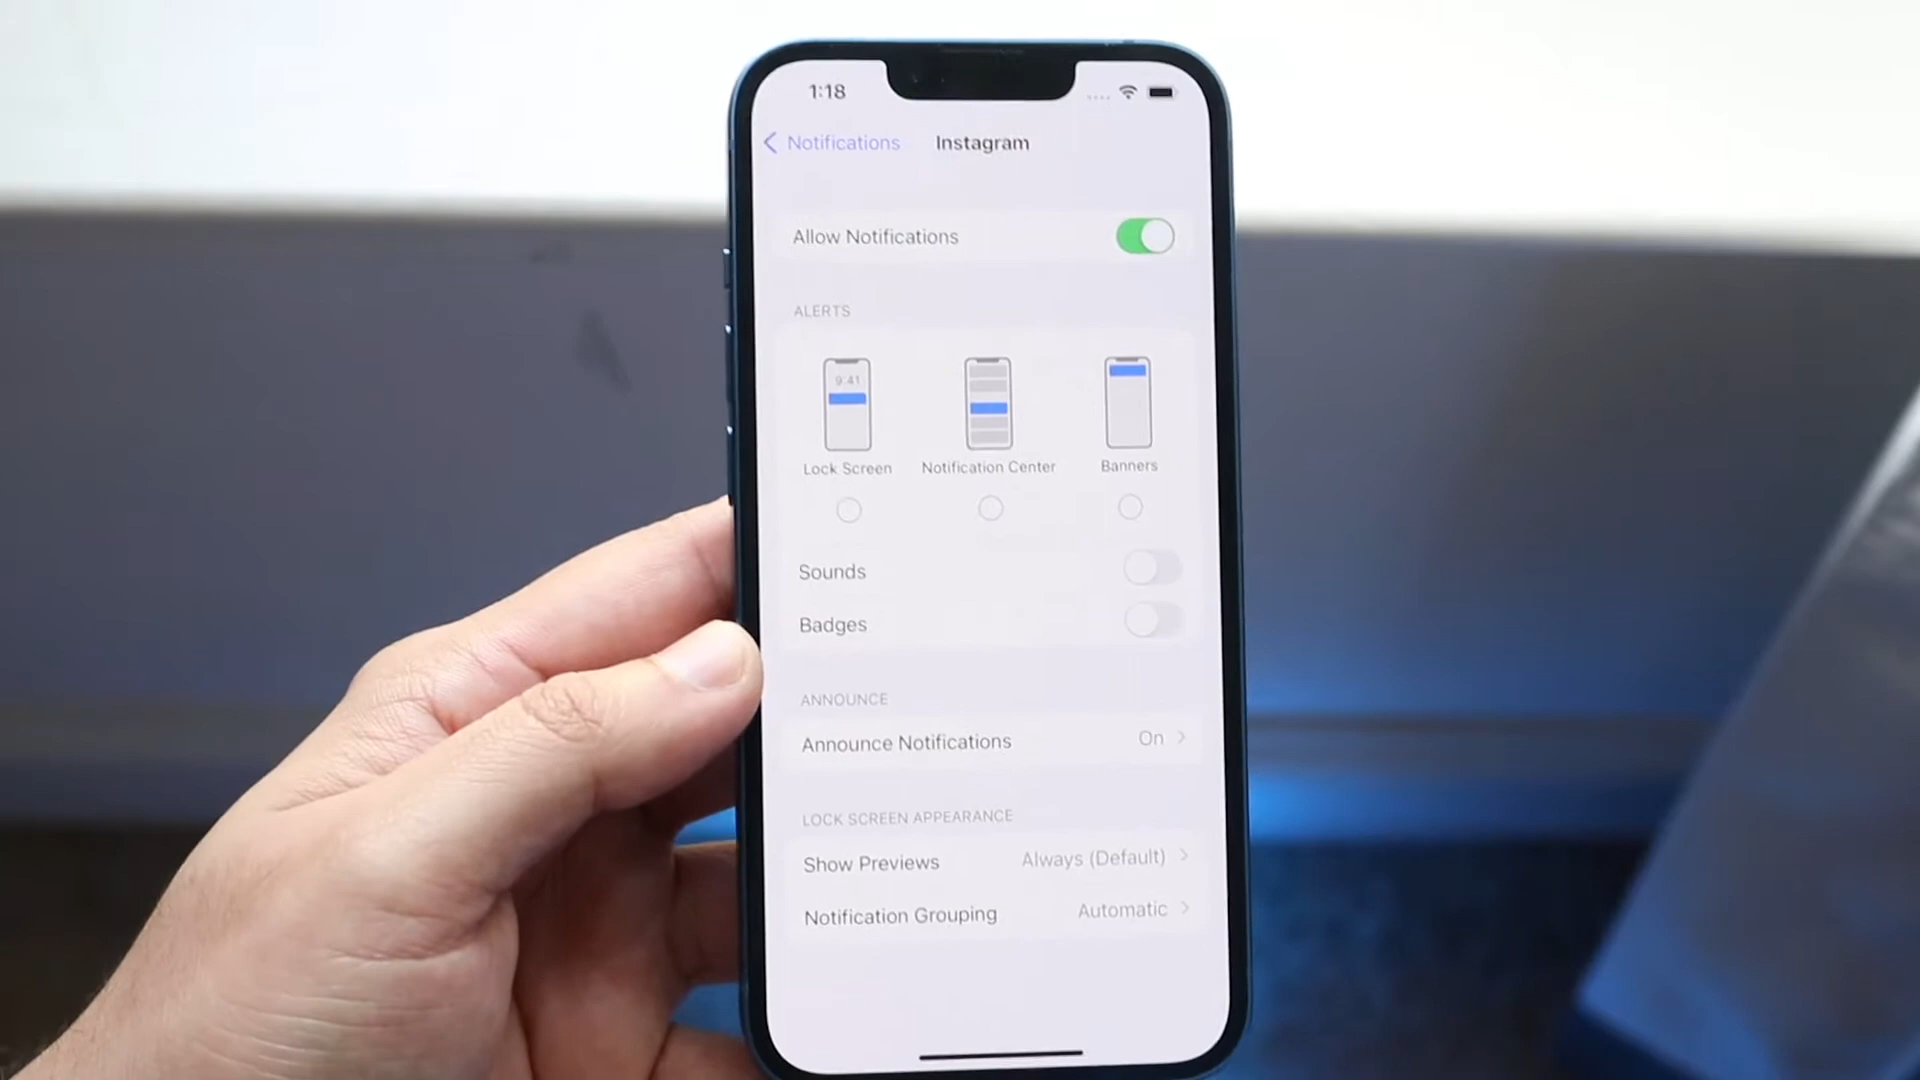 1:18
Notifications Instagram
Allow Notifications
ALERTS
9:41
Lock Screen Notification Center Banners
Sounds
Badges
ANNOUNCE
Announce Notifications On
LOCK SCREEN APPEARANCE
Show Previews Always (Default)
Notification Grouping Automatic